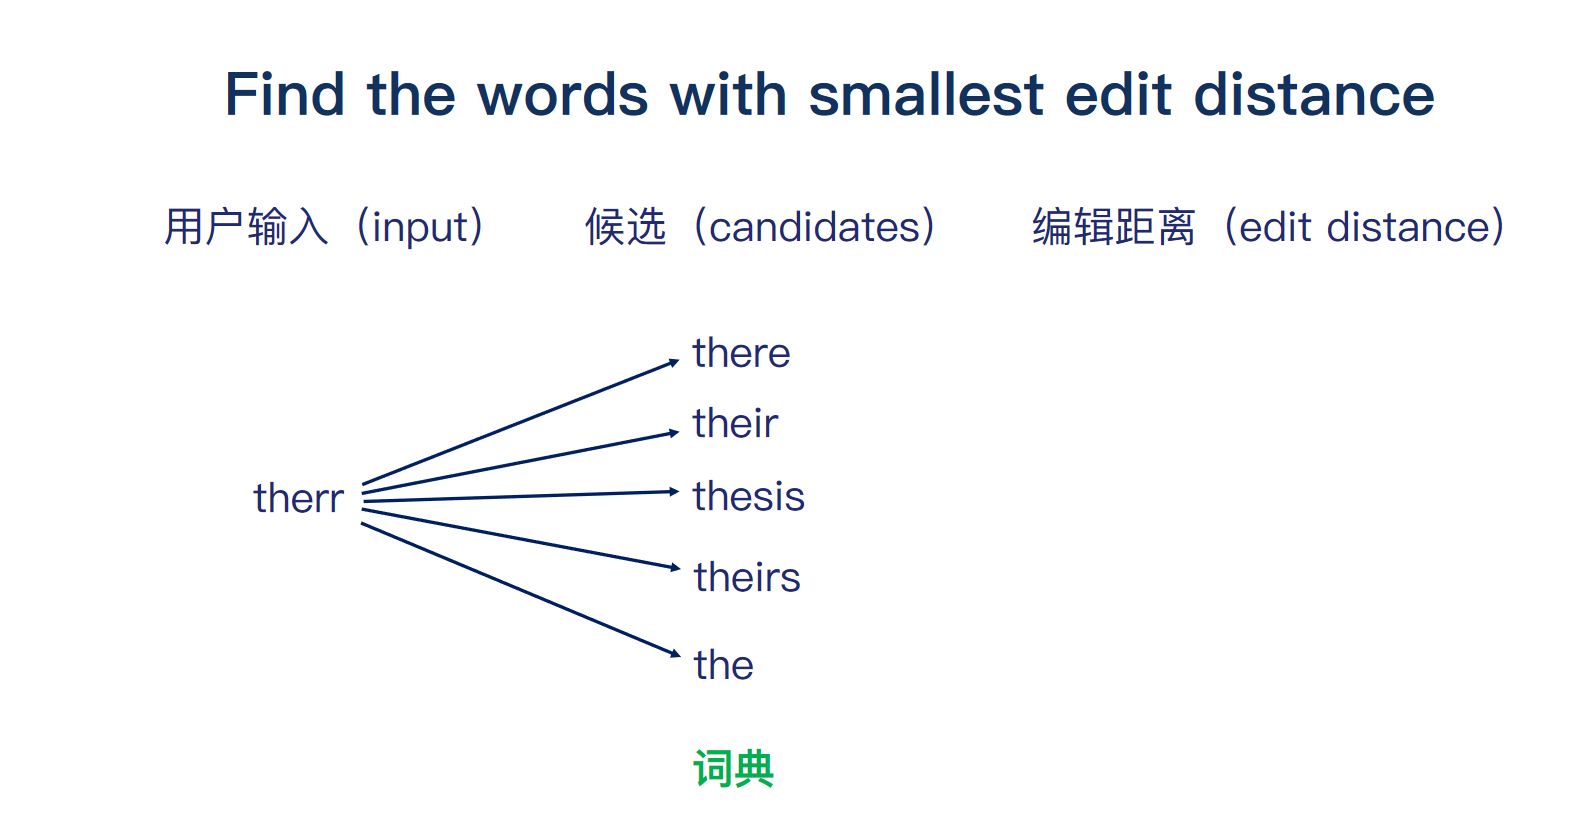 Find the words with smallest edit distance
用户输入（input） 候选（candidates） 编辑距离（edit distance）
there
their
therr
thesis
theirs
the
词典